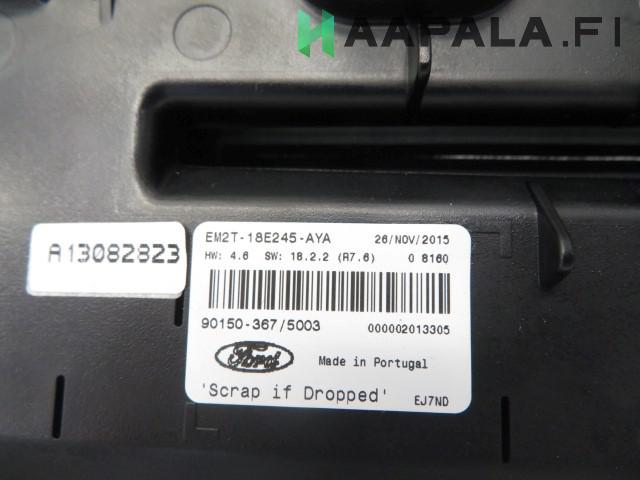 HAAPALA.FI
A13082823
EM2T-18E245-AYA 26/NOV/2015
HW: 4.6 SW: 18.2.2 (R7.6) 0 8160
90150-367/5003 000002013305
Ford Made in Portugal
'Scrap if Dropped' EJ7ND